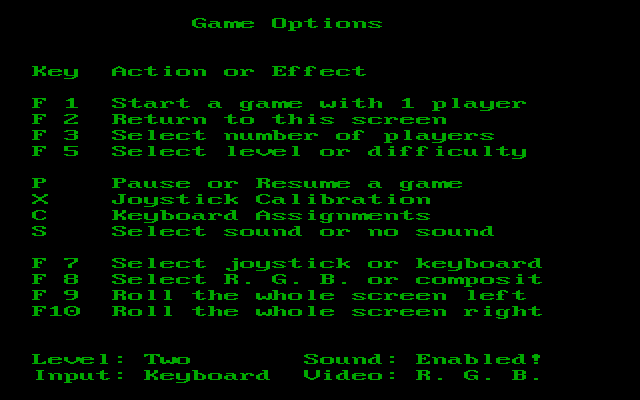 Game Options
Key Action or Effect
F 1 Start a game with 1 player
F 2 Return to this screen
F 3 Select number of players
F 5 Select level or difficulty
P Pause or Resume a game
X Joystick Calibration
C Keyboard Assignments
S Select sound or no sound
F 7 Select joystick or keyboard
F 8 Select R. G. B. or composit
F 9 Roll the whole screen left
F10 Roll the whole screen right
Level: Two Sound: Enabled!
Input: Keyboard Video: R. G. B.